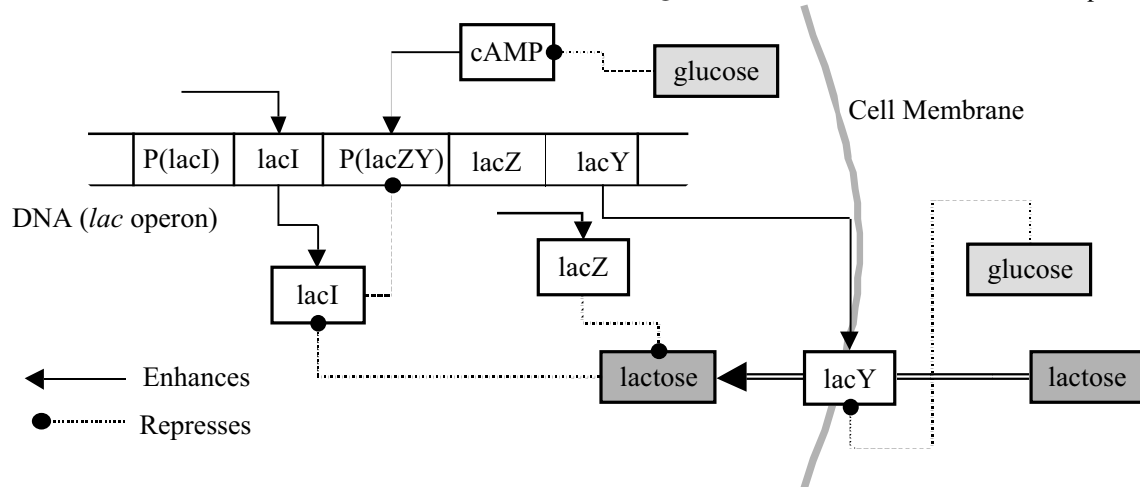 cAMP
glucose
Cell Membrane
P(lacI) lacI P(lacZY) lacZ lacY
DNA (lac operon)
lacZ
glucose
lacI
lactose
lacY
lactose
Enhances
Represses